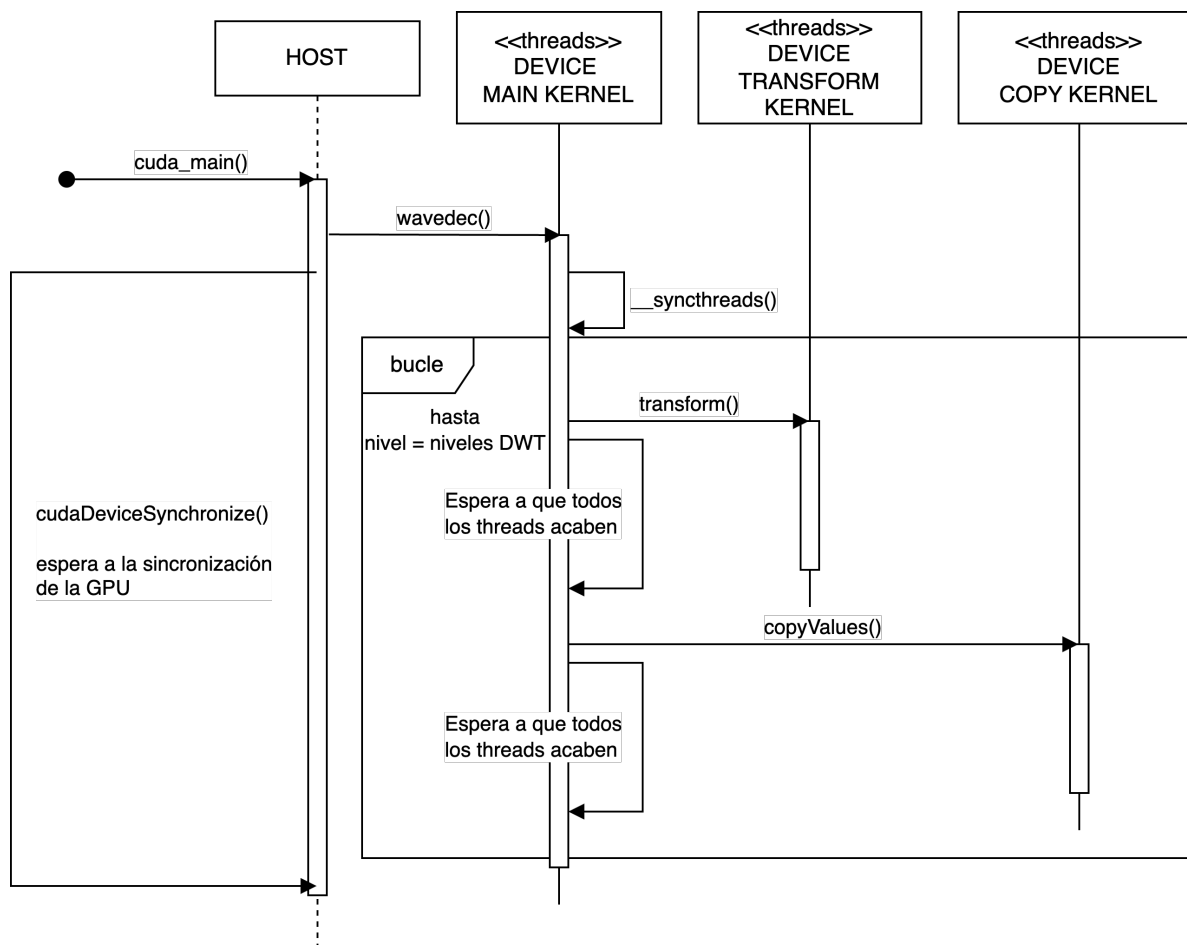 HOST
<<threads>>
DEVICE
MAIN KERNEL
<<threads>>
DEVICE
TRANSFORM
KERNEL
<<threads>>
DEVICE
COPY KERNEL
cuda_main()
wavedec()
__syncthreads()
bucle
hasta
nivel = niveles DWT
transform()
Espera a que todos
los threads acaben
cudaDeviceSynchronize()
espera a la sincronización
de la GPU
copyValues()
Espera a que todos
los threads acaben